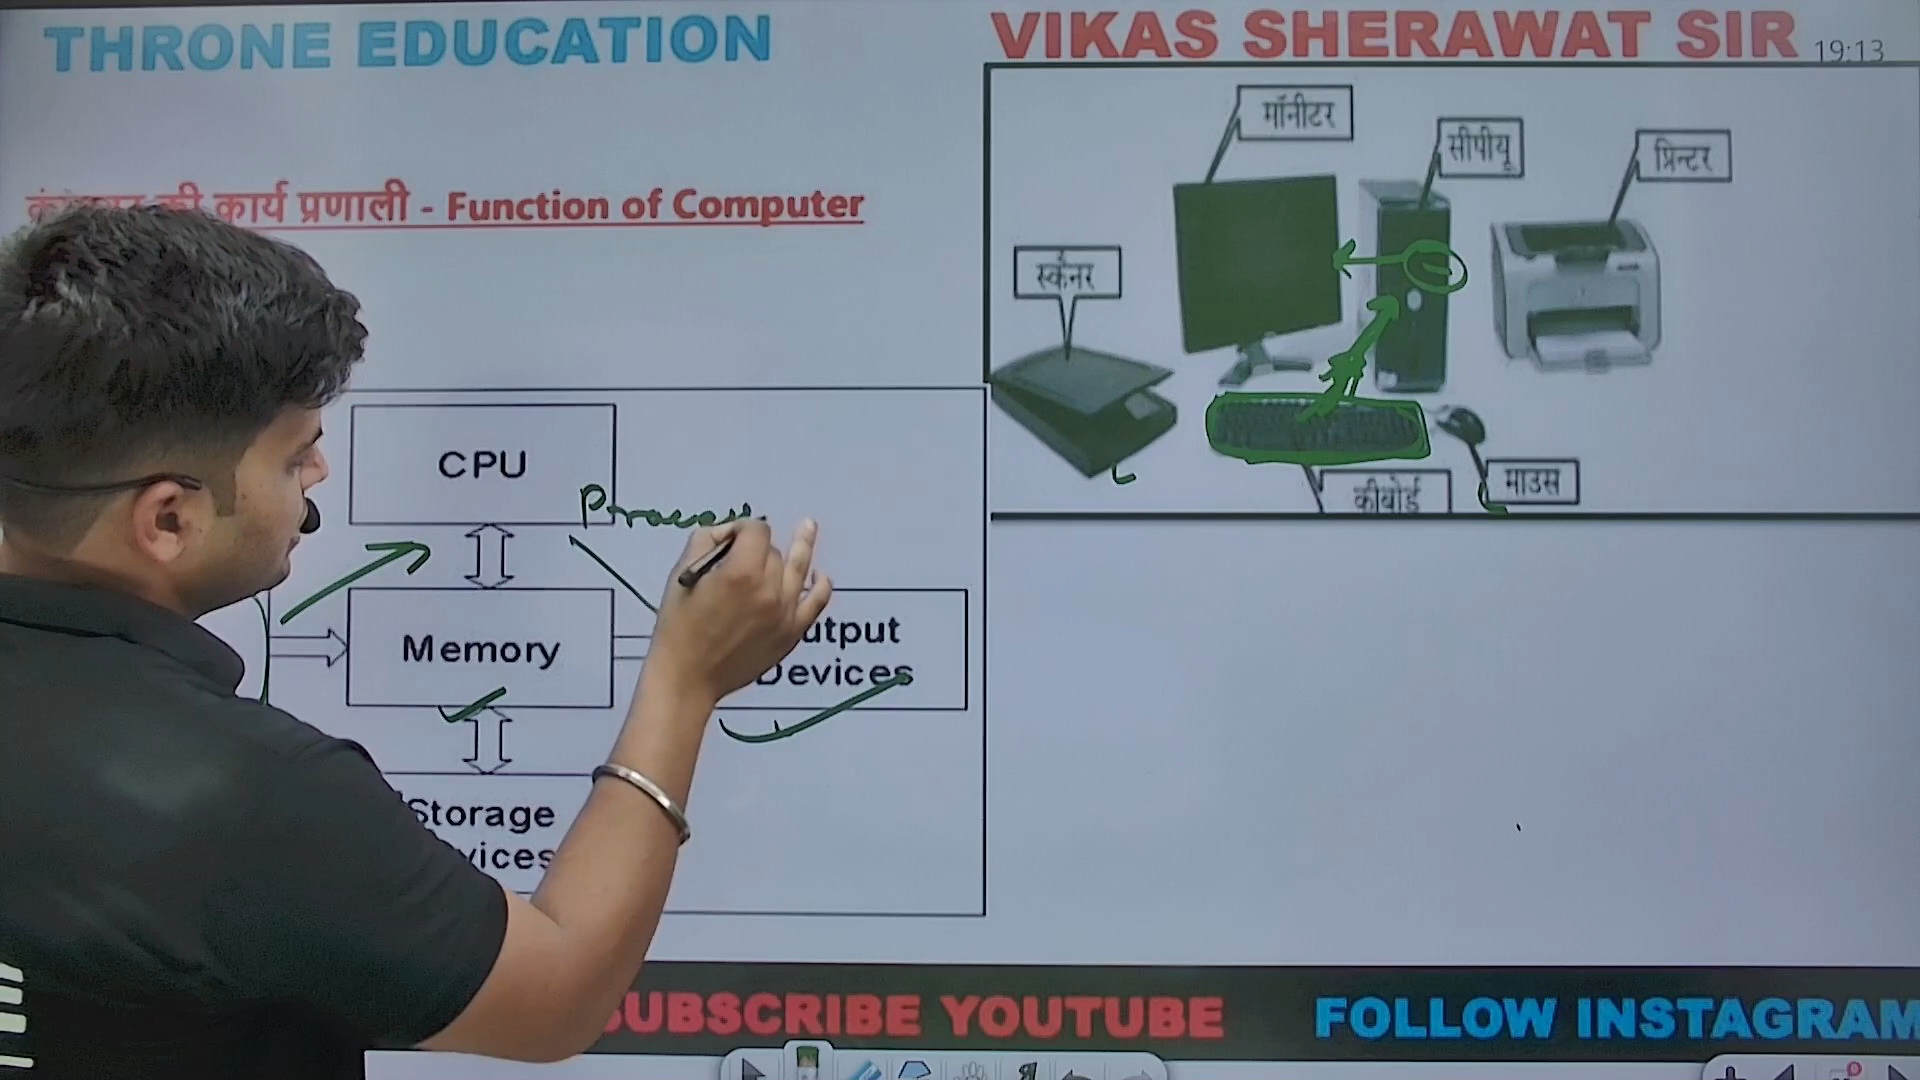 THRONE EDUCATION
VIKAS SHERAWAT SIR
19:13
की कार्य प्रणाली - Function of Computer
मॉनीटर
सीपीयू
प्रिन्टर
स्कैनर
कीबोर्ड
माउस
CPU
Process
Memory
utput
Devices
Storage
vices
SUBSCRIBE YOUTUBE
FOLLOW INSTAGRAM